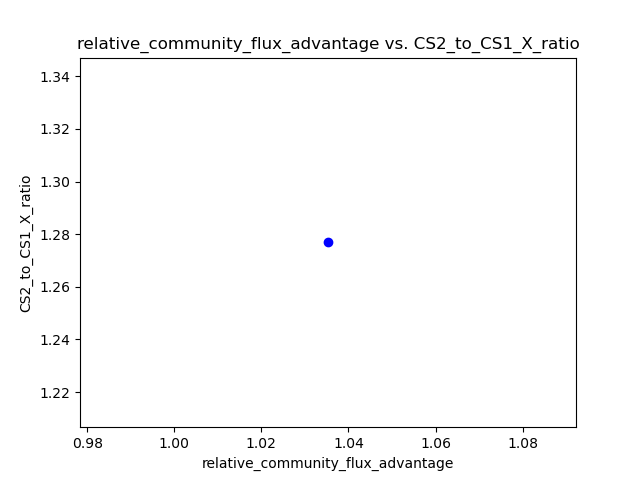 relative_community_flux_advantage vs. CS2_to_CS1_X_ratio
1.34
1.32
1.30
1.28
1.26
1.24
1.22
CS2_to_CS1_X_ratio
0.98 1.00 1.02 1.04 1.06 1.08
relative_community_flux_advantage